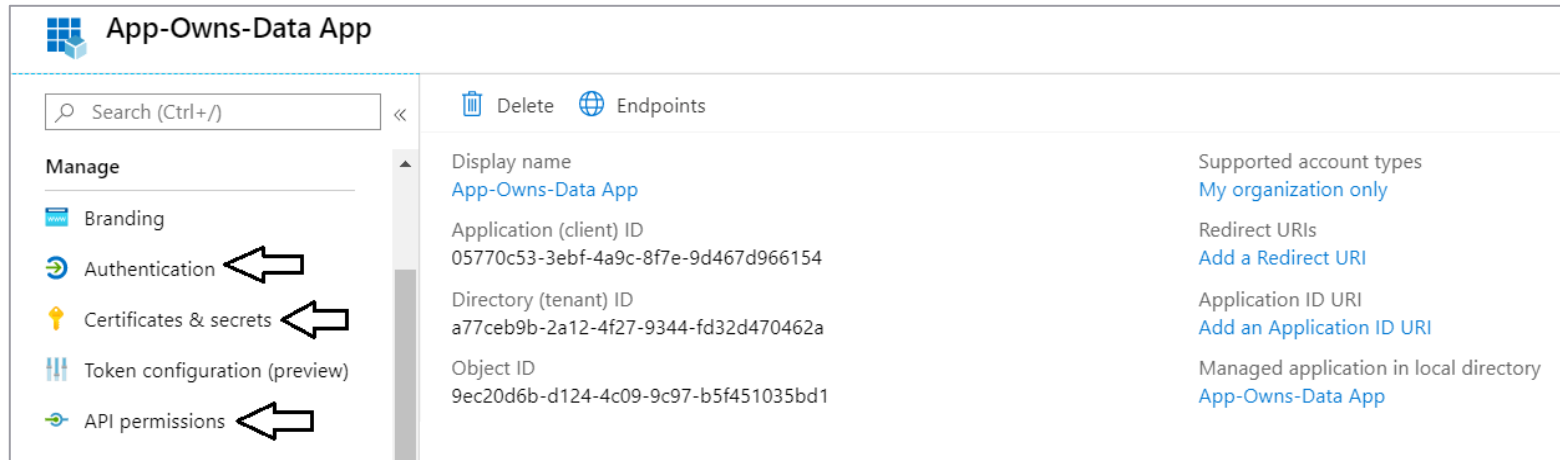 App-Owns-Data App
Search (Ctrl+/)
«
Manage
Branding
Authentication
Certificates & secrets
Token configuration (preview)
API permissions
Delete
Endpoints
Display name
App-Owns-Data App
Application (client) ID
05770c53-3ebf-4a9c-8f7e-9d467d966154
Directory (tenant) ID
a77ceb9b-2a12-4f27-9344-fd32d470462a
Object ID
9ec20d6b-d124-4c09-9c97-b5f451035bd1
Supported account types
My organization only
Redirect URIs
Add a Redirect URI
Application ID URI
Add an Application ID URI
Managed application in local directory
App-Owns-Data App